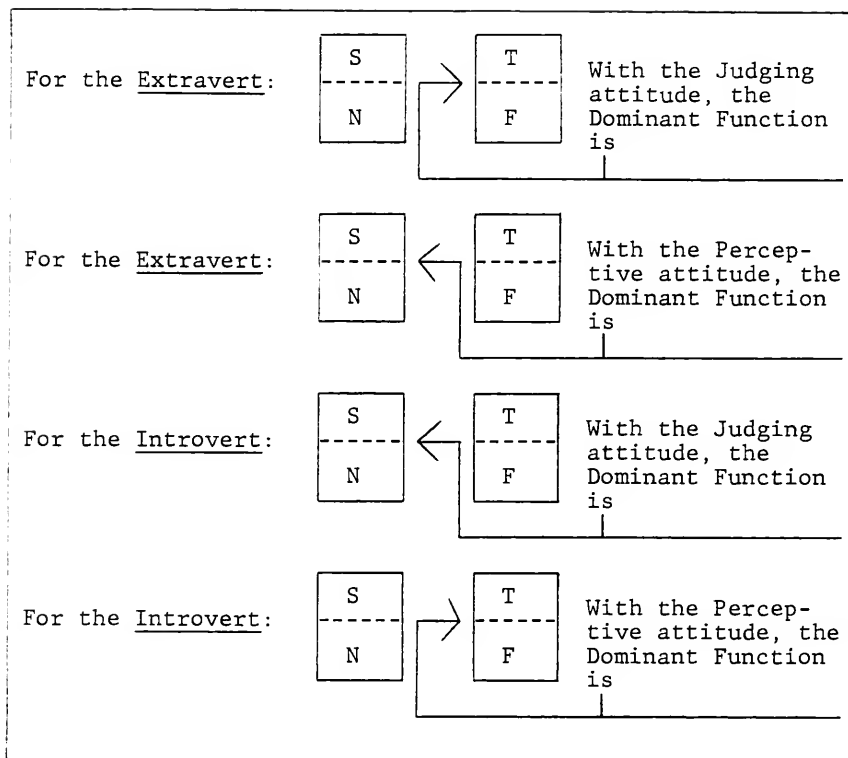 S T
For the Extravert: With the Judging
attitude, the
N F Dominant Function
is
S T
For the Extravert: With the Percep-
tive attitude, the
N F Dominant Function
is
S T
For the Introvert: With the Judging
attitude, the
N F Dominant Function
is
S T
For the Introvert: With the Percep-
tive attitude, the
N F Dominant Function
is